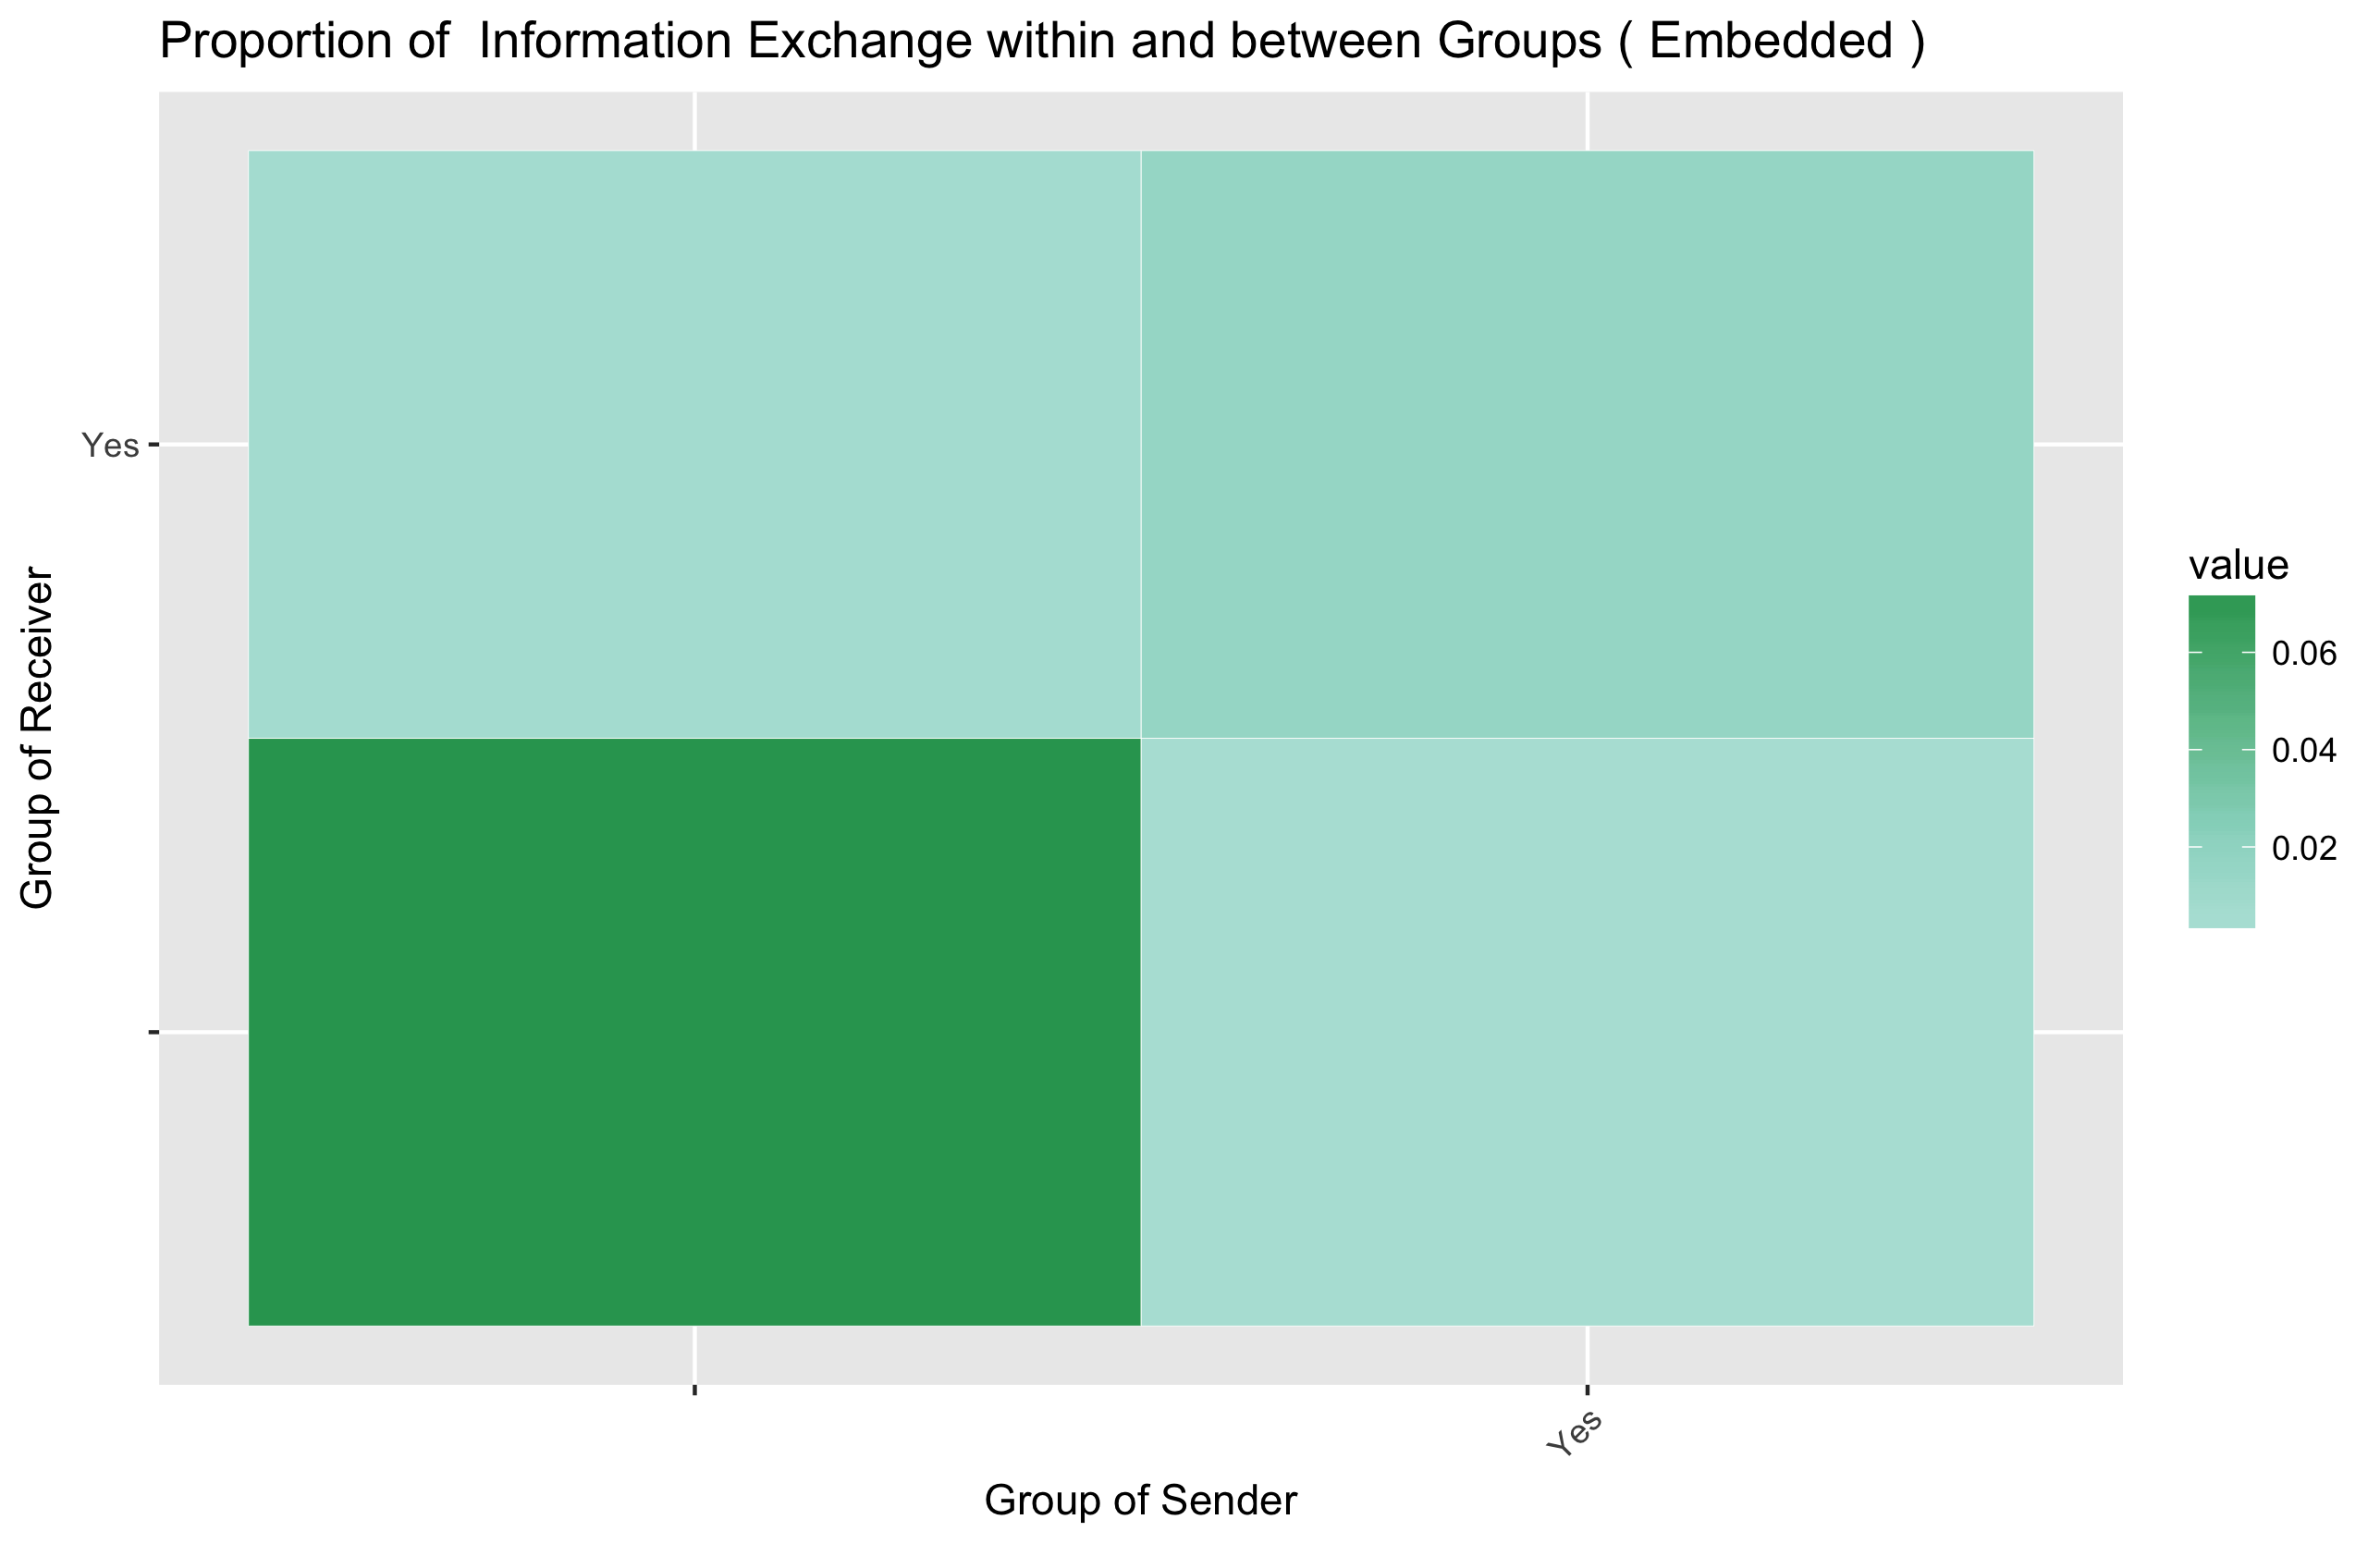 Proportion of  Information Exchange within and between Groups ( Embedded )
Yes
Group of Receiver
value
0.06
0.04
0.02
Yes
Group of Sender